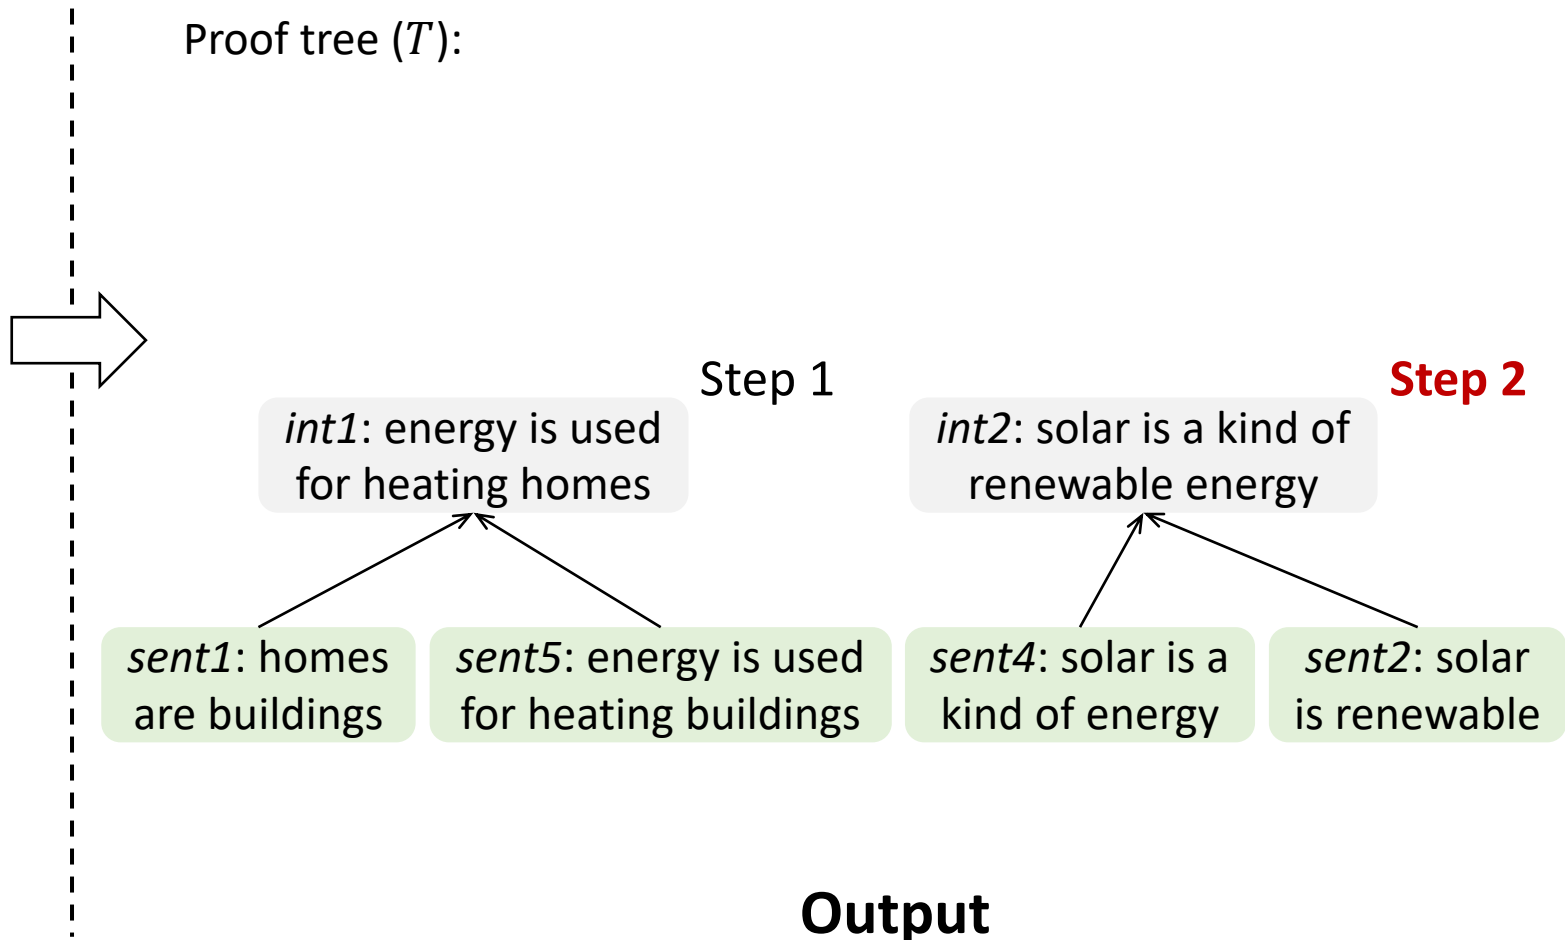 Proof tree (T):
Step 1
Step 2
int1: energy is used
for heating homes
int2: solar is a kind of
renewable energy
sent1: homes
are buildings
sent5: energy is used
for heating buildings
sent4: solar is a
kind of energy
sent2: solar
is renewable
Output